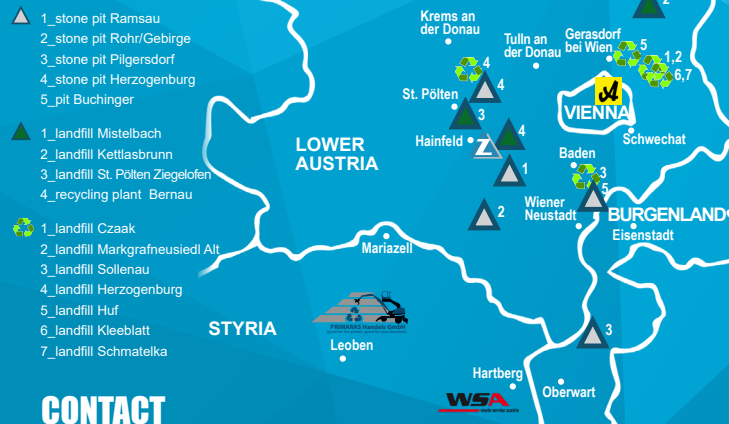 1_stone pit Ramsau
2_stone pit Rohr/Gebirge
3_stone pit Pilgersdorf
4_stone pit Herzogenburg
5_pit Buchinger
1_landfill Mistelbach
2_landfill Kettlasbrunn
3_landfill St. Pölten Ziegelofen
4_recycling plant Bernau
1_landfill Czaak
2_landfill Markgrafneusiedl Alt
3_landfill Sollenau
4_landfill Herzogenburg
5_landfill Huf
6_landfill Kleeblatt
7_landfill Schmatelka
CONTACT
2
Krems an
der Donau
Tulln an
der Donau
Gerasdorf
bei Wien
5
1,2
6,7
4
4
St. Pölten
3
A
VIENNA
Schwechat
LOWER
AUSTRIA
Hainfeld
Z
4
1
Baden
3
5
2
Wiener
Neustadt
BURGENLAND
Eisenstadt
Mariazell
STYRIA
PRIMARAS Handels GmbH
Leoben
3
Hartberg
Oberwart
WSA